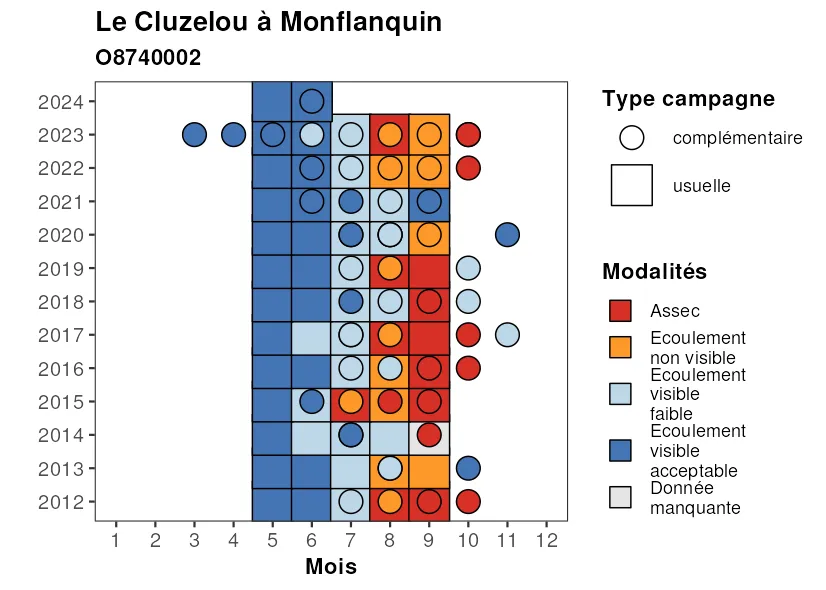 Le Cluzelou à Monflanquin
O8740002
2024
2023
2022
2021
2020
2019
2018
2017
2016
2015
2014
2013
2012
1 2 3 4 5 6 7 8 9 10 11 12
Mois
Type campagne
complémentaire
usuelle
Modalités
Assec
Ecoulement
non visible
Ecoulement
visible
faible
Ecoulement
visible
acceptable
Donnée
manquante